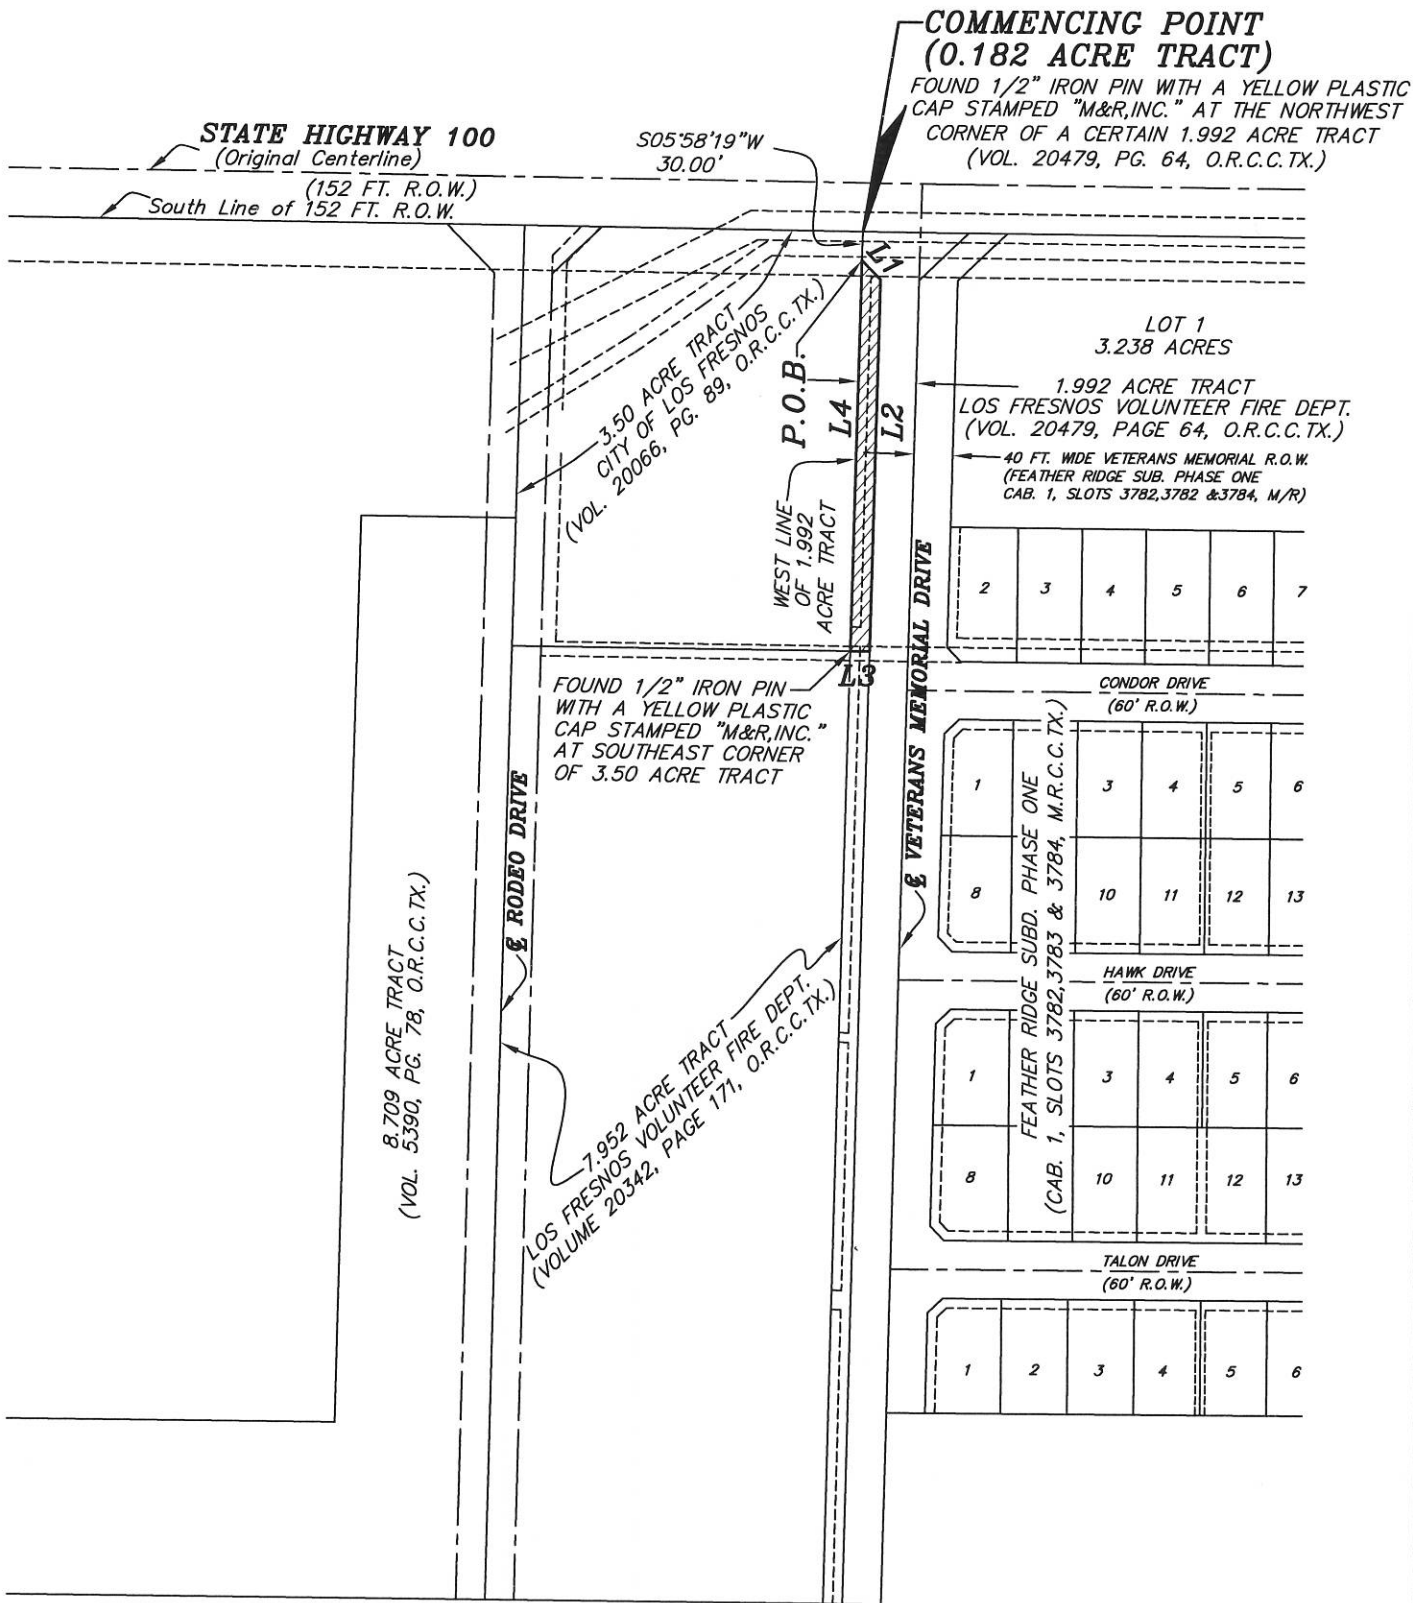 COMMENCING POINT
(0.182 ACRE TRACT)
FOUND 1/2" IRON PIN WITH A YELLOW PLASTIC
CAP STAMPED "M&R,INC." AT THE NORTHWEST
CORNER OF A CERTAIN 1.992 ACRE TRACT
(VOL. 20479, PG. 64, O.R.C.C.TX.)
STATE HIGHWAY 100
(Original Centerline)
(152 FT. R.O.W.)
South Line of 152 FT. R.O.W.
S05°58'19"W
30.00'
L1
3.50 ACRE TRACT
CITY OF LOS FRESNOS
(VOL. 20066, PG. 89, O.R.C.C.TX.)
P.O.B.
L4
L2
WEST LINE
OF 1.992
ACRE TRACT
LOT 1
3.238 ACRES
1.992 ACRE TRACT
LOS FRESNOS VOLUNTEER FIRE DEPT.
(VOL. 20479, PAGE 64, O.R.C.C.TX.)
40 FT. WIDE VETERANS MEMORIAL R.O.W.
(FEATHER RIDGE SUB. PHASE ONE
CAB. 1, SLOTS 3782,3782 &3784, M/R)
2 3 4 5 6 7
L3
FOUND 1/2" IRON PIN
WITH A YELLOW PLASTIC
CAP STAMPED "M&R,INC."
AT SOUTHEAST CORNER
OF 3.50 ACRE TRACT
℄ VETERANS MEMORIAL DRIVE
CONDOR DRIVE
(60' R.O.W.)
1 3 4 5 6
8 10 11 12 13
FEATHER RIDGE SUBD. PHASE ONE
(CAB. 1, SLOTS 3782,3783 & 3784, M.R.C.C.TX.)
℄ RODEO DRIVE
8.709 ACRE TRACT
(VOL. 5390, PG. 78, O.R.C.C.TX.)
HAWK DRIVE
(60' R.O.W.)
7.952 ACRE TRACT
LOS FRESNOS VOLUNTEER FIRE DEPT.
(VOLUME 20342, PAGE 171, O.R.C.C.TX.)
1 3 4 5 6
8 10 11 12 13
TALON DRIVE
(60' R.O.W.)
1 2 3 4 5 6